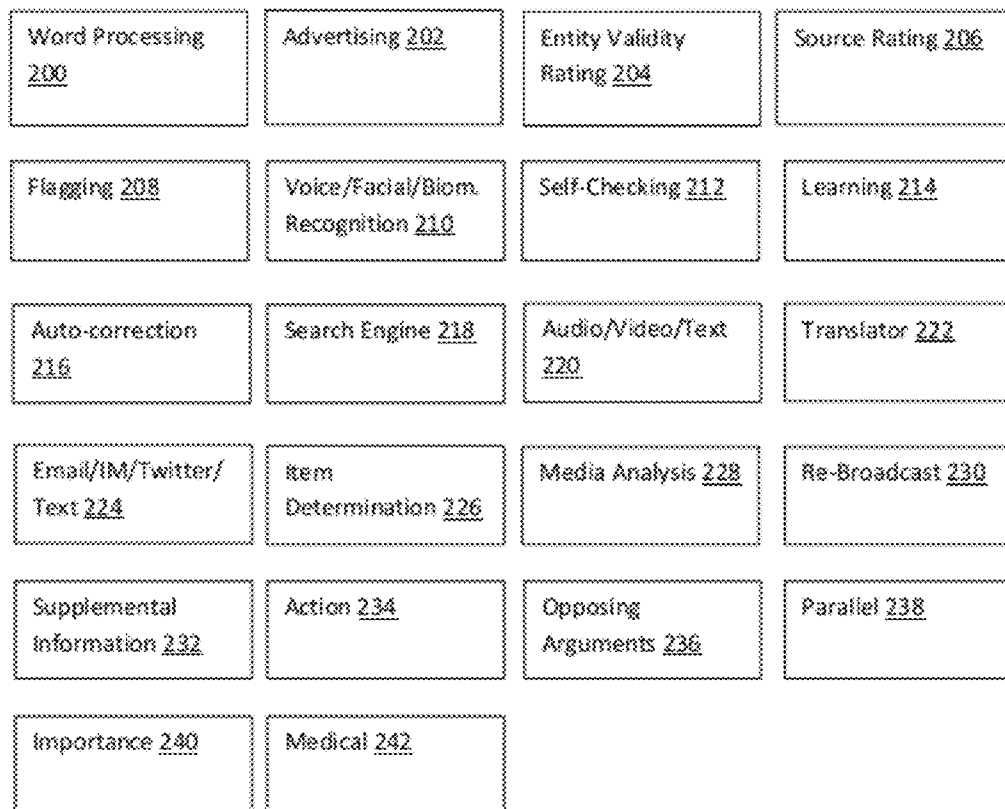 Word Processing
200
Advertising 202
Entity Validity
Rating 204
Source Rating 206
Flagging 208
Voice/Facial/Biom.
Recognition 210
Self-Checking 212
Learning 214
Auto-correction
216
Search Engine 218
Audio/Video/Text
220
Translator 222
Email/IM/Twitter/
Text 224
Item
Determination 226
Media Analysis 228
Re-Broadcast 230
Supplemental
Information 232
Action 234
Opposing
Arguments 236
Parallel 238
Importance 240
Medical 242